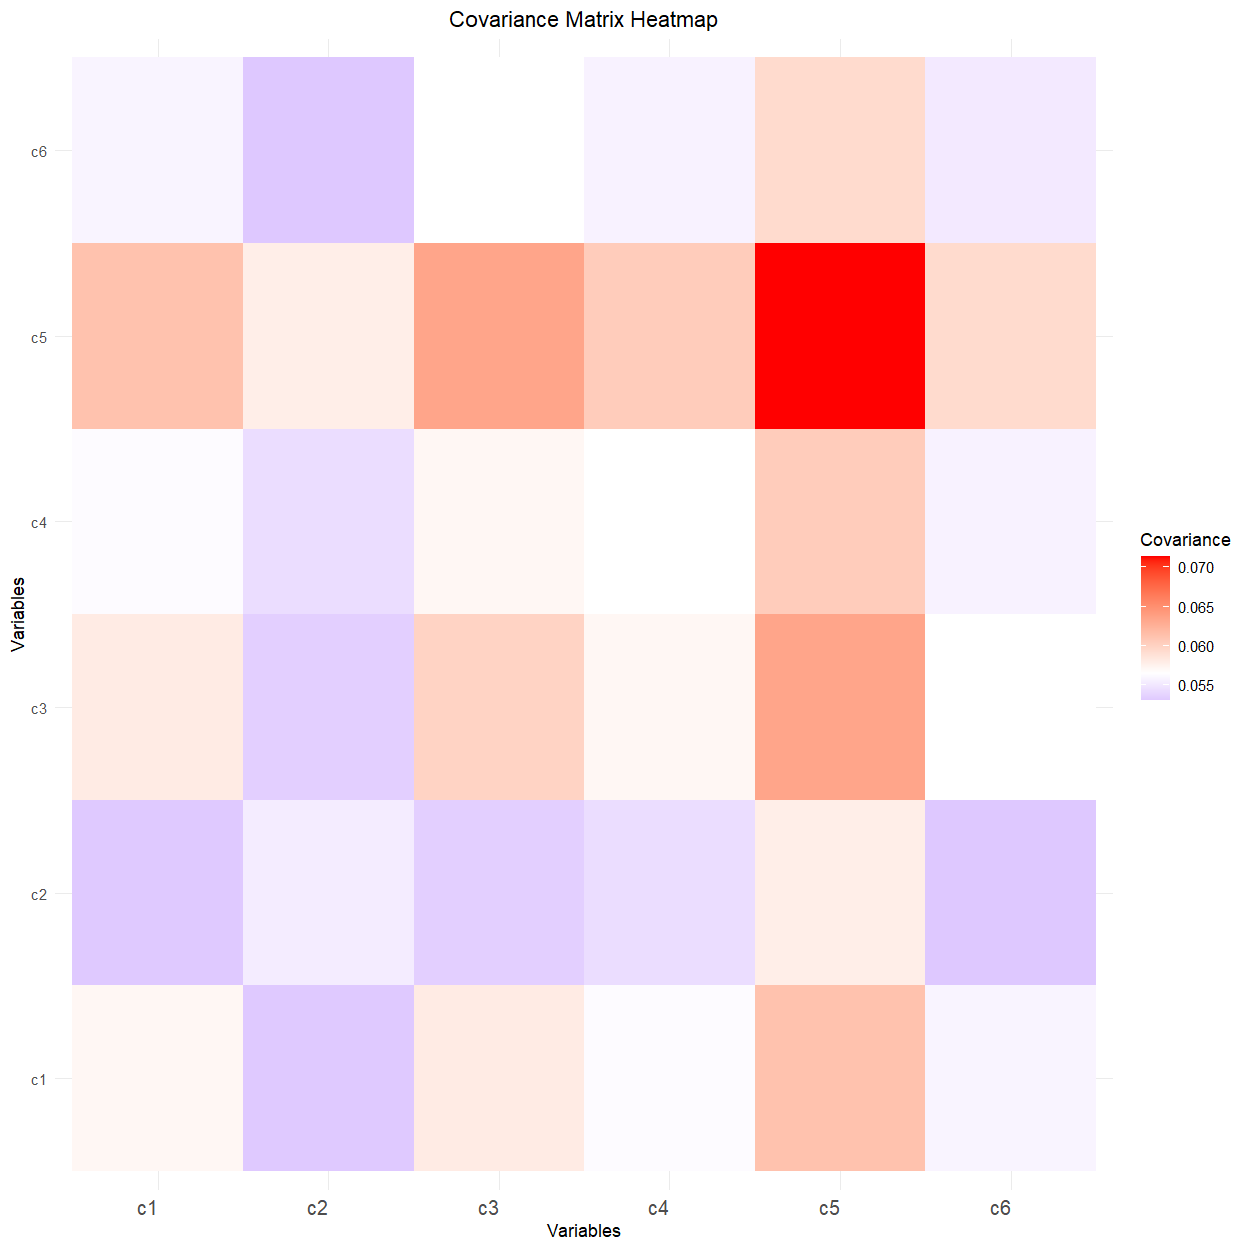 Covariance Matrix Heatmap
c6
c5
c4
c3
c2
c1
Variables
c1 c2 c3 c4 c5 c6
Variables
Covariance
0.070
0.065
0.060
0.055